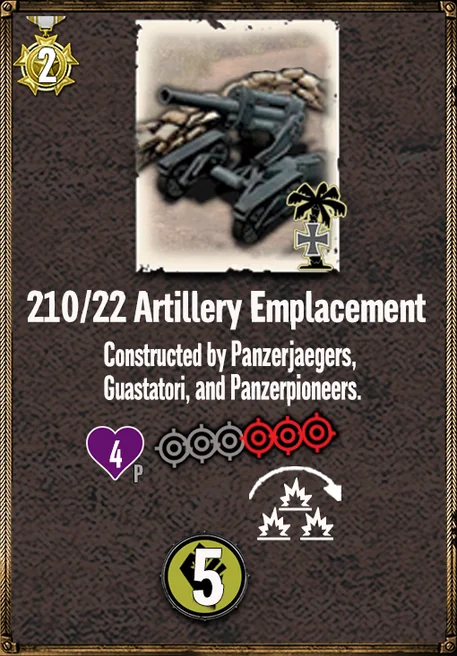 2
210/22 Artillery Emplacement
Constructed by Panzerjaegers,
Guastatori, and Panzerpioneers.
4
P
5